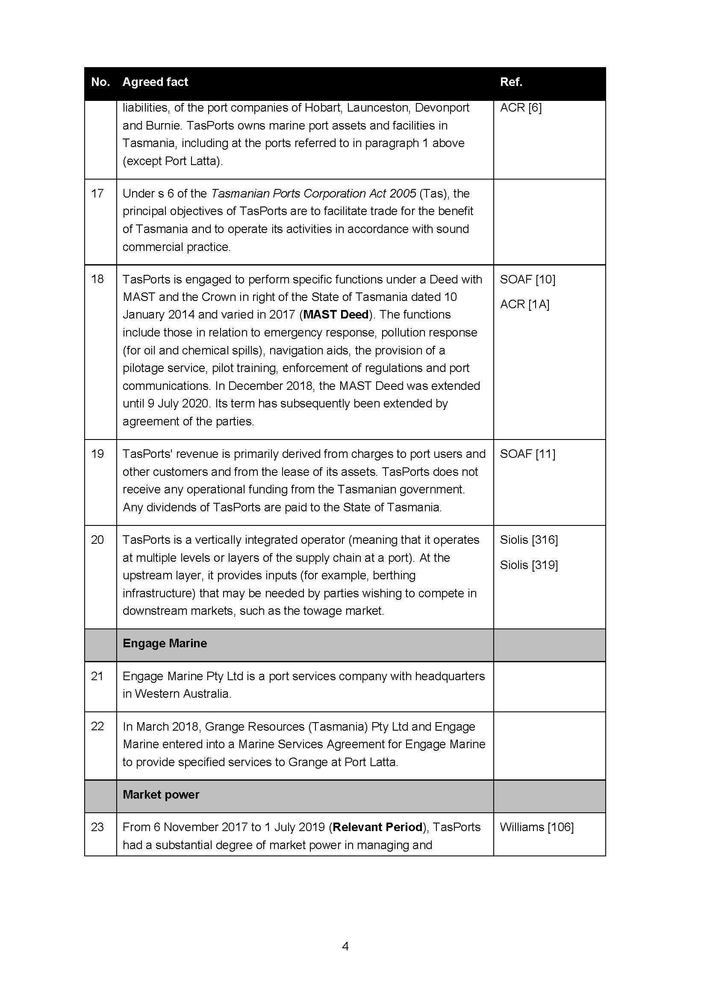 No. Agreed fact Ref.
liabilities, of the port companies of Hobart, Launceston, Devonport ACR [6]
and Burnie. TasPorts owns marine port assets and facilities in
Tasmania, including at the ports referred to in paragraph 1 above
(except Port Latta).
17 Under s 6 of the Tasmanian Ports Corporation Act 2005 (Tas), the
principal objectives of TasPorts are to facilitate trade for the benefit
of Tasmania and to operate its activities in accordance with sound
commercial practice.
18 TasPorts is engaged to perform specific functions under a Deed with SOAF [10]
MAST and the Crown in right of the State of Tasmania dated 10
ACR [1A]
January 2014 and varied in 2017 (MAST Deed). The functions
include those in relation to emergency response, pollution response
(for oil and chemical spills), navigation aids, the provision of a
pilotage service, pilot training, enforcement of regulations and port
communications. In December 2018, the MAST Deed was extended
until 9 July 2020. Its term has subsequently been extended by
agreement of the parties.
19 TasPorts' revenue is primarily derived from charges to port users and SOAF [11]
other customers and from the lease of its assets. TasPorts does not
receive any operational funding from the Tasmanian government.
Any dividends of TasPorts are paid to the State of Tasmania.
20 TasPorts is a vertically integrated operator (meaning that it operates Siolis [316]
at multiple levels or layers of the supply chain at a port). At the
Siolis [319]
upstream layer, it provides inputs (for example, berthing
infrastructure) that may be needed by parties wishing to compete in
downstream markets, such as the towage market.
Engage Marine
21 Engage Marine Pty Ltd is a port services company with headquarters
in Western Australia.
22 In March 2018, Grange Resources (Tasmania) Pty Ltd and Engage
Marine entered into a Marine Services Agreement for Engage Marine
to provide specified services to Grange at Port Latta.
Market power
23 From 6 November 2017 to 1 July 2019 (Relevant Period), TasPorts Williams [106]
had a substantial degree of market power in managing and
4